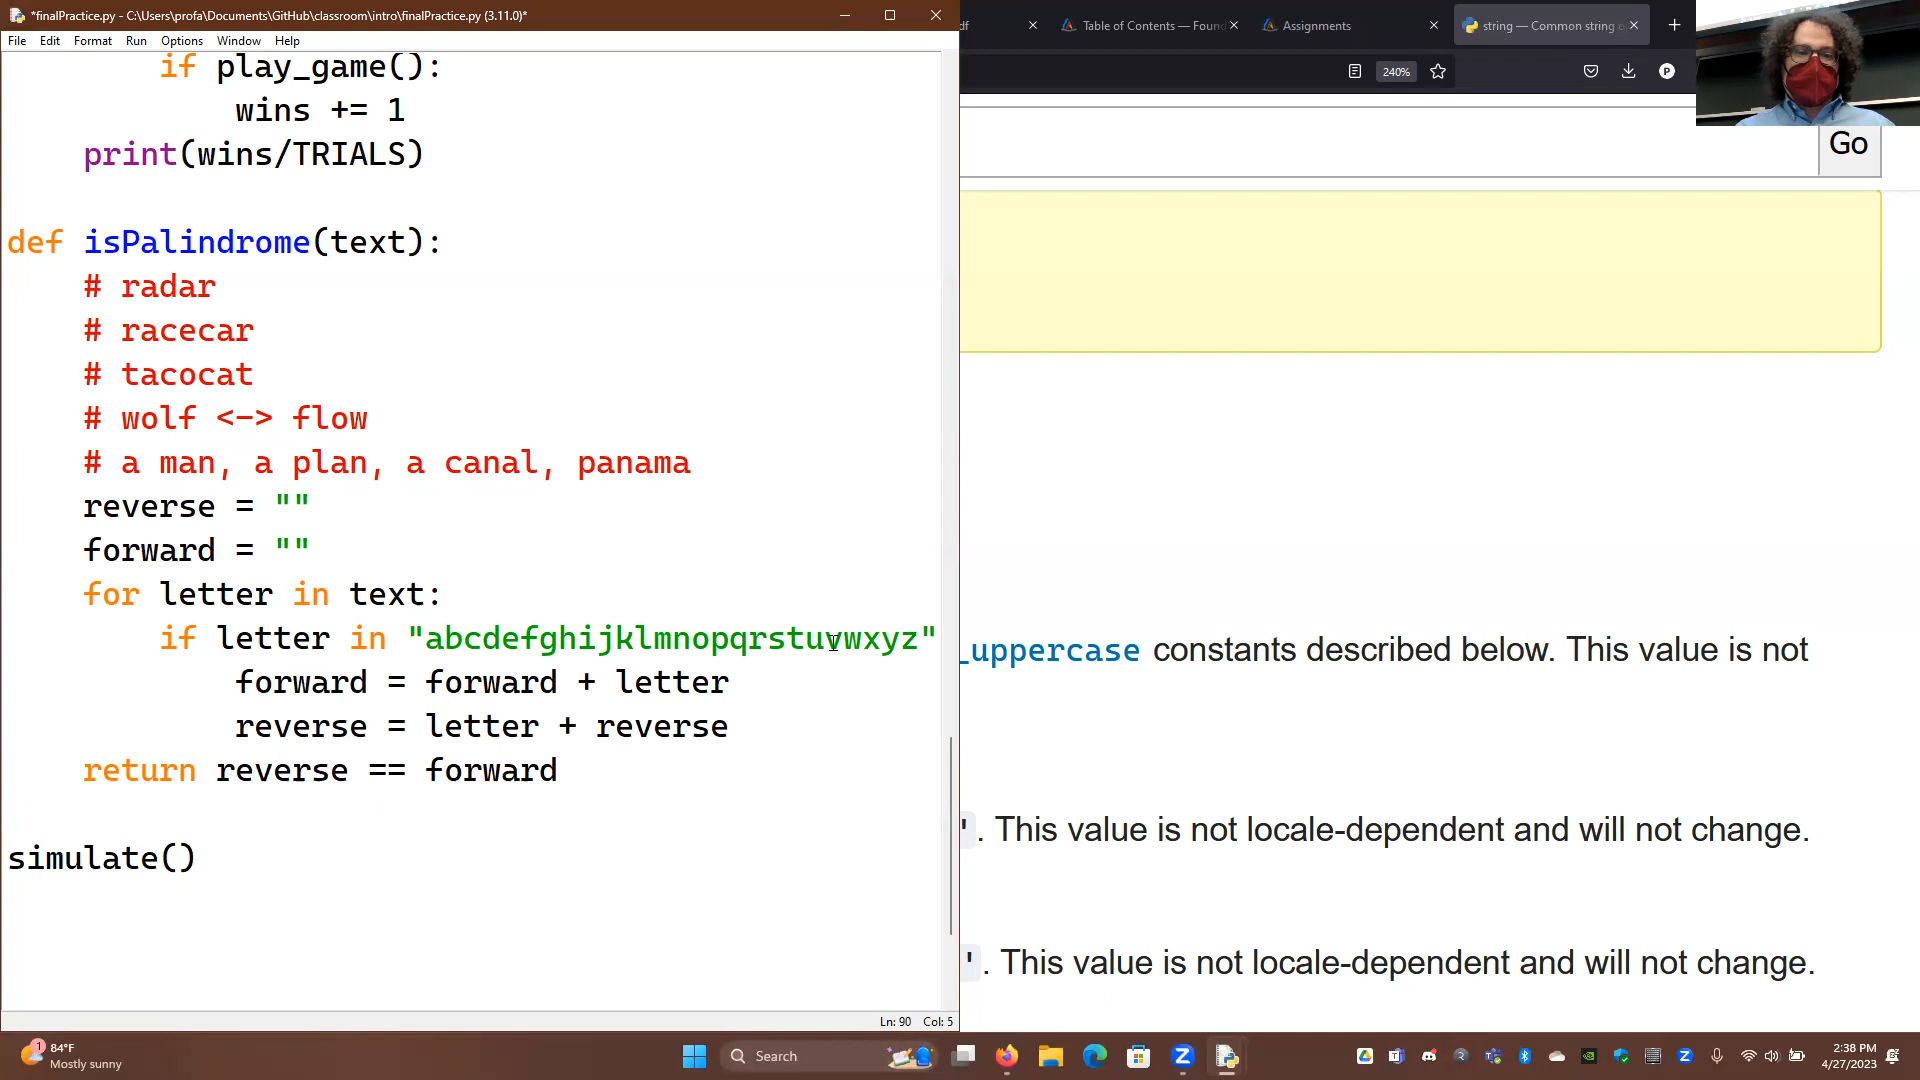 *finalPractice.py - C:\Users\profa\Documents\GitHub\classroom\intro\finalPractice.py (3.11.0)*
File Edit Format Run Options Window Help
if play_game():
wins += 1
print(wins/TRIALS)
def isPalindrome(text):
# radar
# racecar
# tacocat
# wolf <-> flow
# a man, a plan, a canal, panama
reverse = ""
forward = ""
for letter in text:
if letter in "abcdefghijklmnopqrstuvwxyz"
forward = forward + letter
reverse = letter + reverse
return reverse == forward
simulate()
Ln: 90 Col: 5
df
Table of Contents — Foun
Assignments
string — Common string o
240%
P
Go
_uppercase constants described below. This value is not
'. This value is not locale-dependent and will not change.
'. This value is not locale-dependent and will not change.
1
84°F
Mostly sunny
Search
2:38 PM
4/27/2023